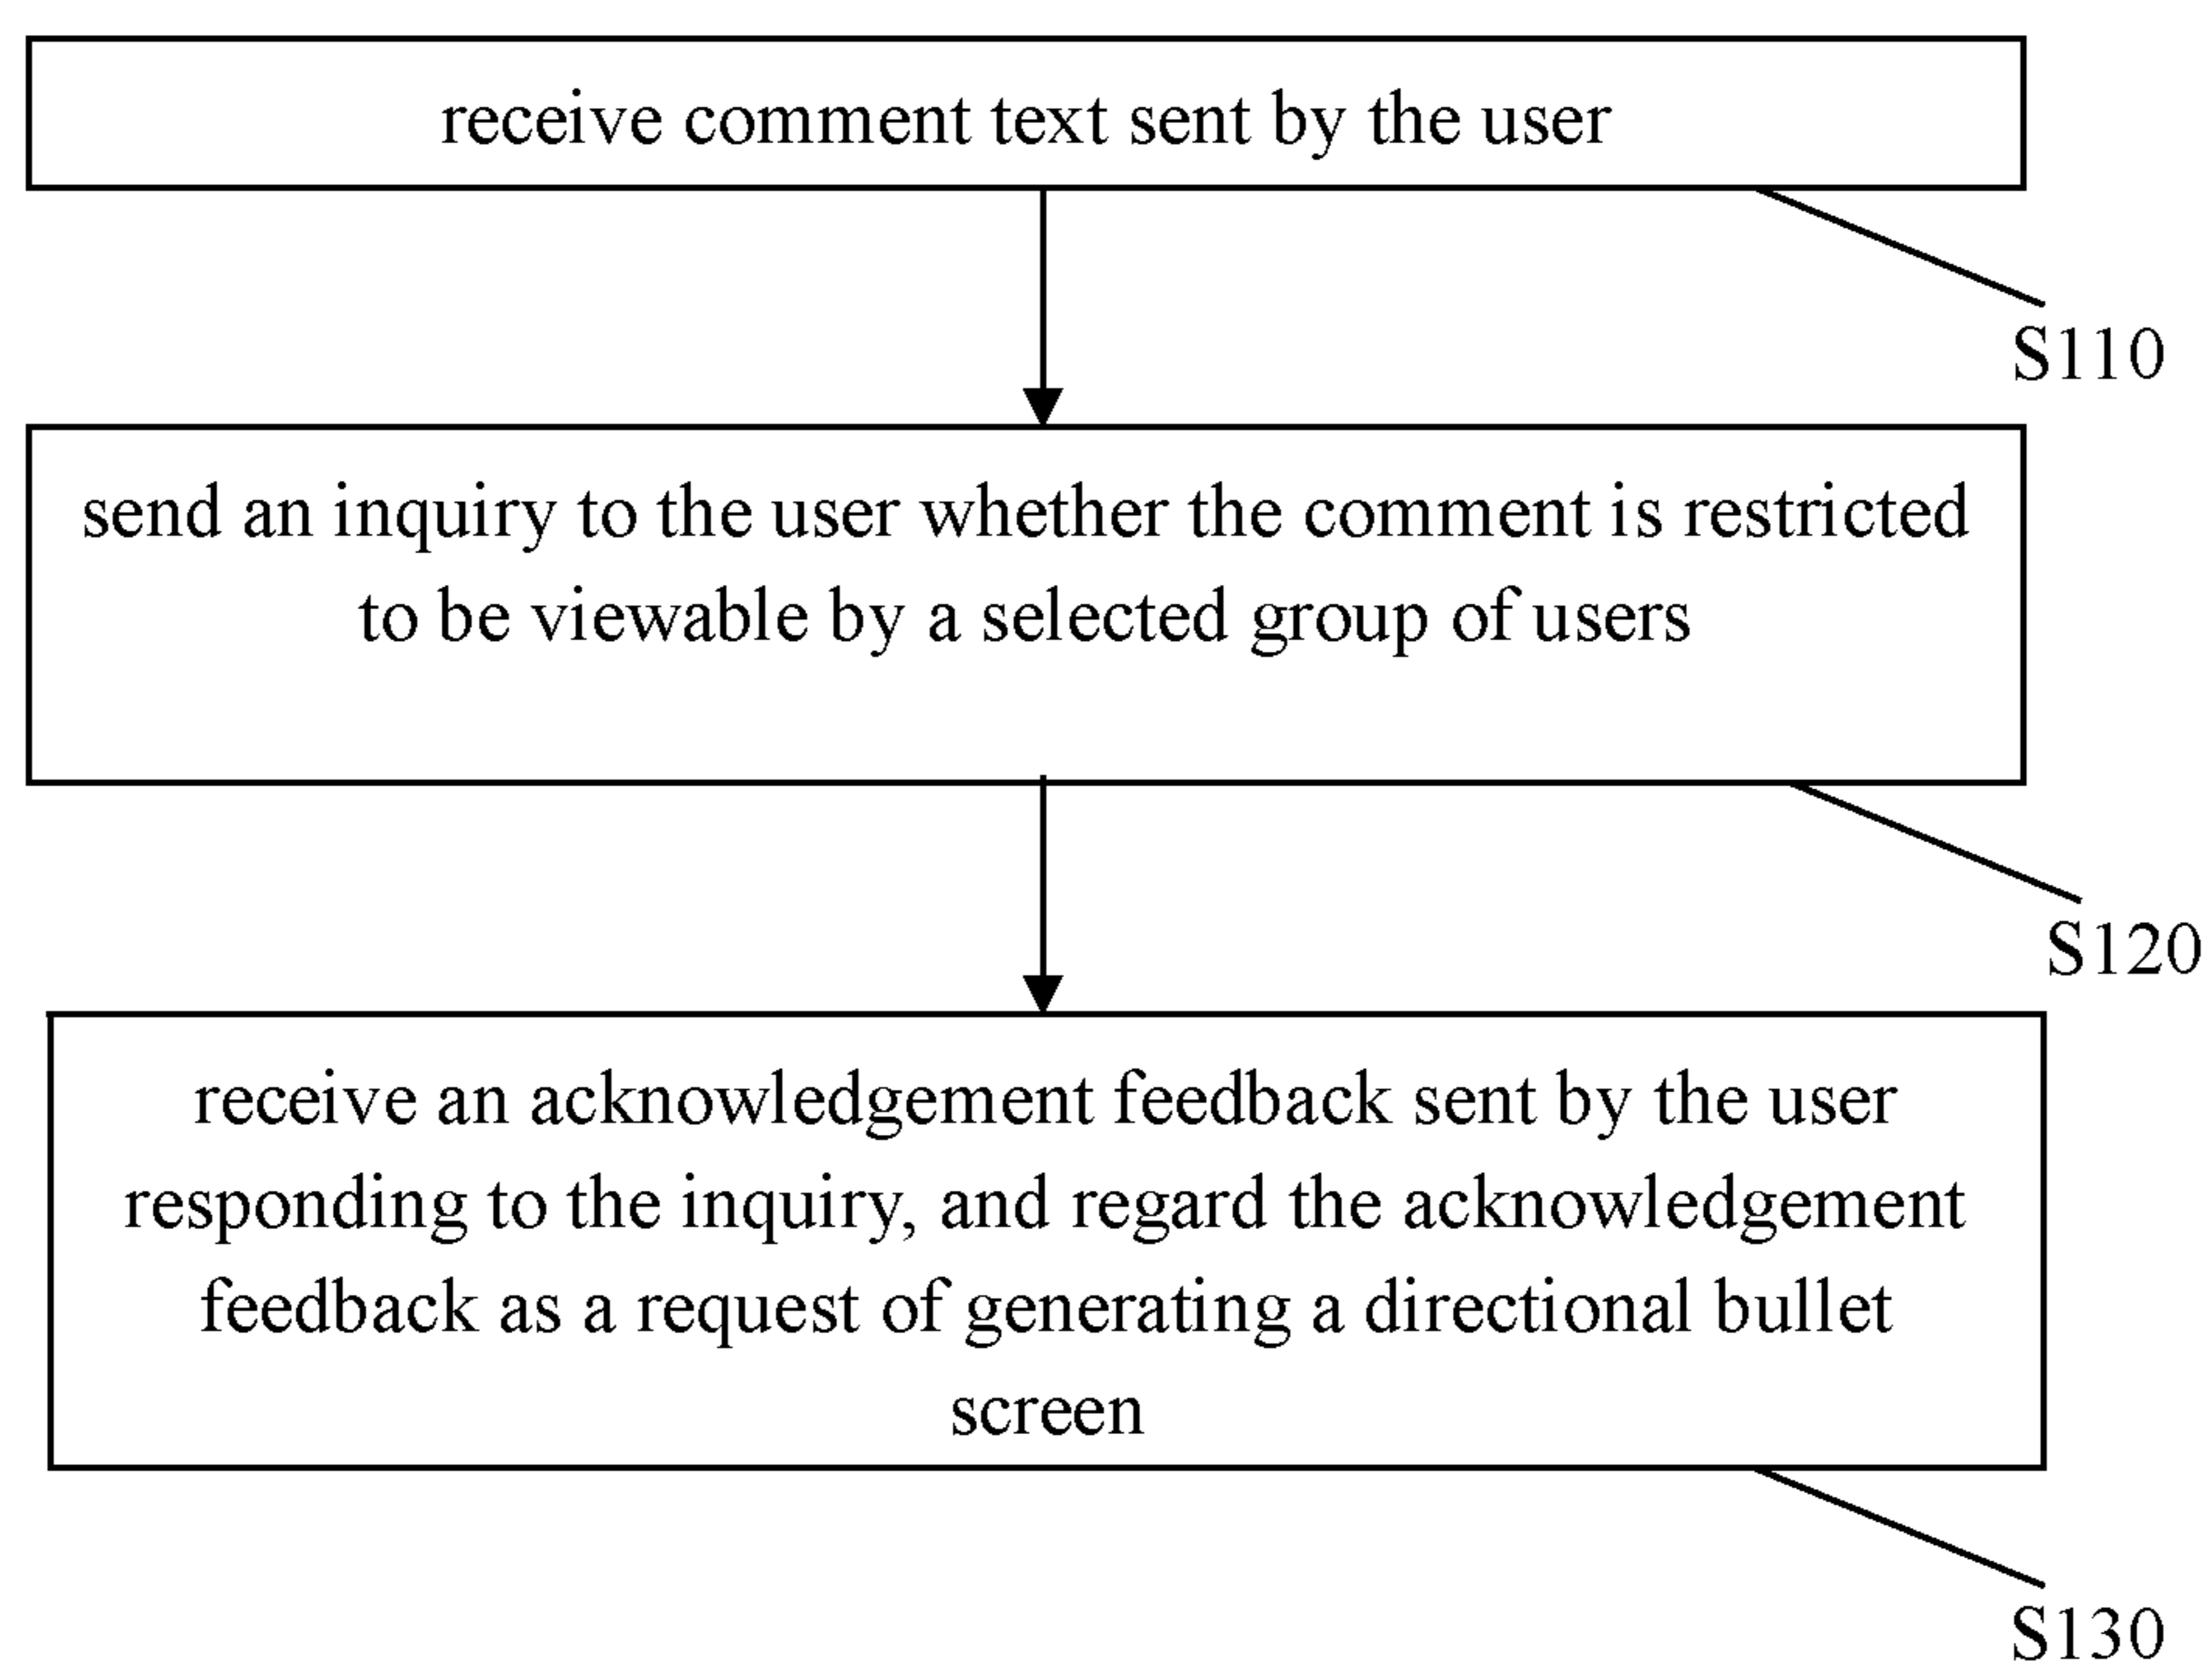 receive comment text sent by the user
S110
send an inquiry to the user whether the comment is restricted
to be viewable by a selected group of users
S120
receive an acknowledgement feedback sent by the user
responding to the inquiry, and regard the acknowledgement
feedback as a request of generating a directional bullet
screen
S130